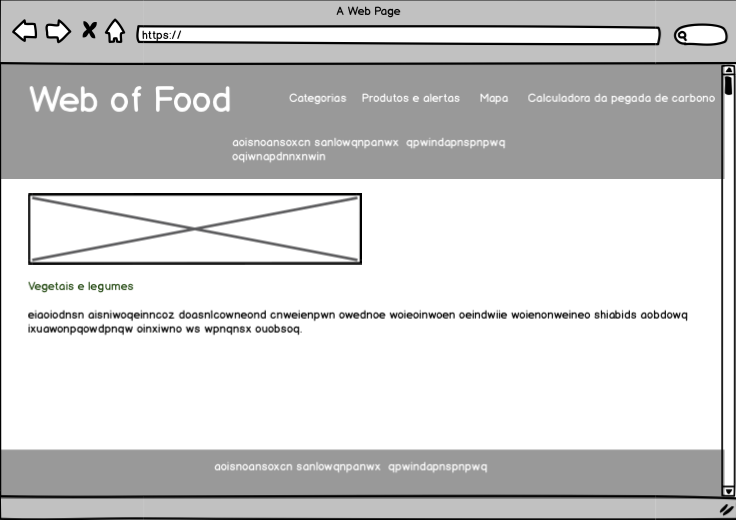 A Web Page
https://
Web of Food
Categorias Produtos e alertas Mapa Calculadora da pegada de carbono
aoisnoansoxcn sanlowqnpanwx qpwindapnspnpwq
oqiwnapdnnxnwin
Vegetais e legumes
eiaoiodnsn aisniwoqeinncoz doasnlcowneond cnweienpwn owednoe woieoinwoen oeindwiie woienonweineo shiabids aobdowq
ixuawonpqowdpnqw oinxiwno ws wpnqnsx ouobsoq.
aoisnoansoxcn sanlowqnpanwx qpwindapnspnpwq